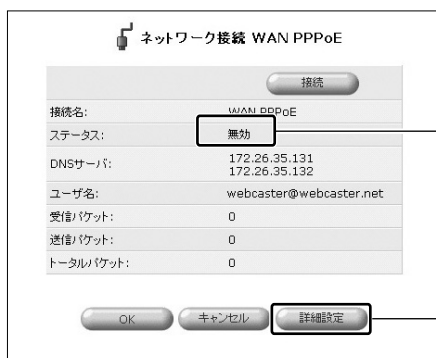 ネットワーク接続 WAN PPPoE
接続
接続名: WAN PPPoE
ステータス: 無効
DNSサーバ: 172.26.35.131
172.26.35.132
ユーザ名: webcaster@webcaster.net
受信パケット: 0
送信パケット: 0
トータルパケット: 0
OK キャンセル 詳細設定